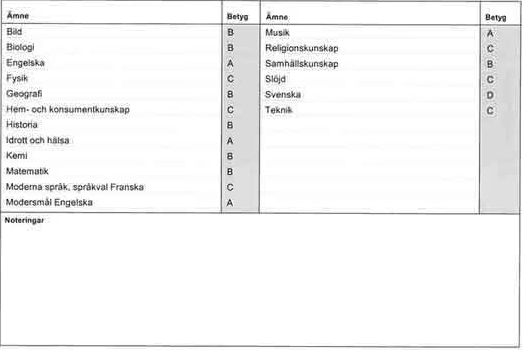 Ämne Betyg Ämne Betyg
Bild B Musik A
Biologi B Religionskunskap C
Engelska A Samhällskunskap B
Fysik C Slöjd C
Geografi B Svenska D
Hem- och konsumentkunskap C Teknik C
Historia B
Idrott och hälsa A
Kemi B
Matematik B
Moderna språk, språkval Franska C
Modersmål Engelska A
Noteringar